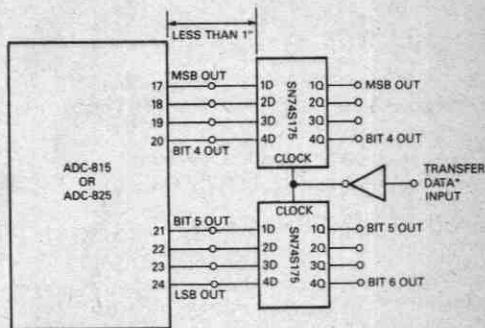 LESS THAN 1"
17 MSB OUT 1D 1Q MSB OUT
18 2D 2Q
19 3D 3Q
20 BIT 4 OUT 4D 4Q BIT 4 OUT
SN74S175
CLOCK
ADC-815
OR
ADC-825
TRANSFER
DATA*
INPUT
CLOCK
21 BIT 5 OUT 1D 1Q BIT 5 OUT
22 2D 2Q
23 3D 3Q
24 LSB OUT 4D 4Q BIT 6 OUT
SN74S175